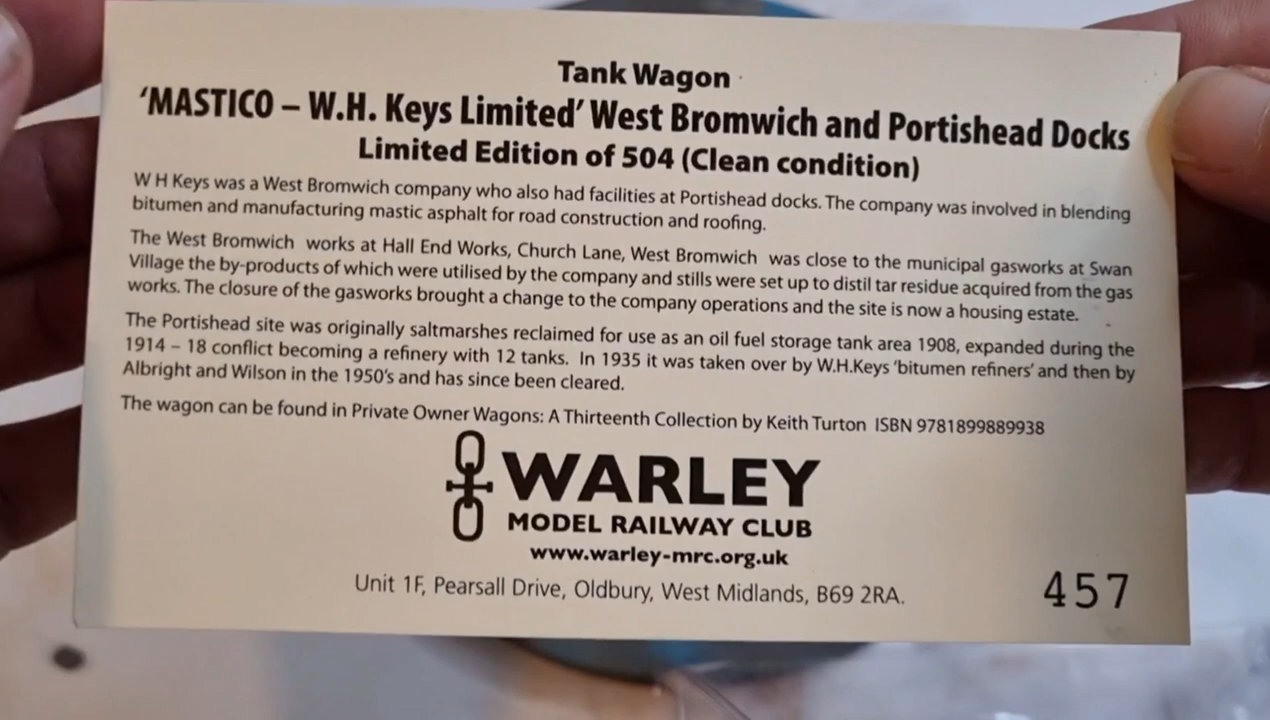 Tank Wagon
‘MASTICO – W.H. Keys Limited’ West Bromwich and Portishead Docks
Limited Edition of 504 (Clean condition)
W H Keys was a West Bromwich company who also had facilities at Portishead docks. The company was involved in blending
bitumen and manufacturing mastic asphalt for road construction and roofing.
The West Bromwich works at Hall End Works, Church Lane, West Bromwich was close to the municipal gasworks at Swan
Village the by-products of which were utilised by the company and stills were set up to distil tar residue acquired from the gas
works. The closure of the gasworks brought a change to the company operations and the site is now a housing estate.
The Portishead site was originally saltmarshes reclaimed for use as an oil fuel storage tank area 1908, expanded during the
1914 – 18 conflict becoming a refinery with 12 tanks. In 1935 it was taken over by W.H.Keys ‘bitumen refiners’ and then by
Albright and Wilson in the 1950’s and has since been cleared.
The wagon can be found in Private Owner Wagons: A Thirteenth Collection by Keith Turton ISBN 9781899889938
WARLEY
MODEL RAILWAY CLUB
www.warley-mrc.org.uk
Unit 1F, Pearsall Drive, Oldbury, West Midlands, B69 2RA.
457